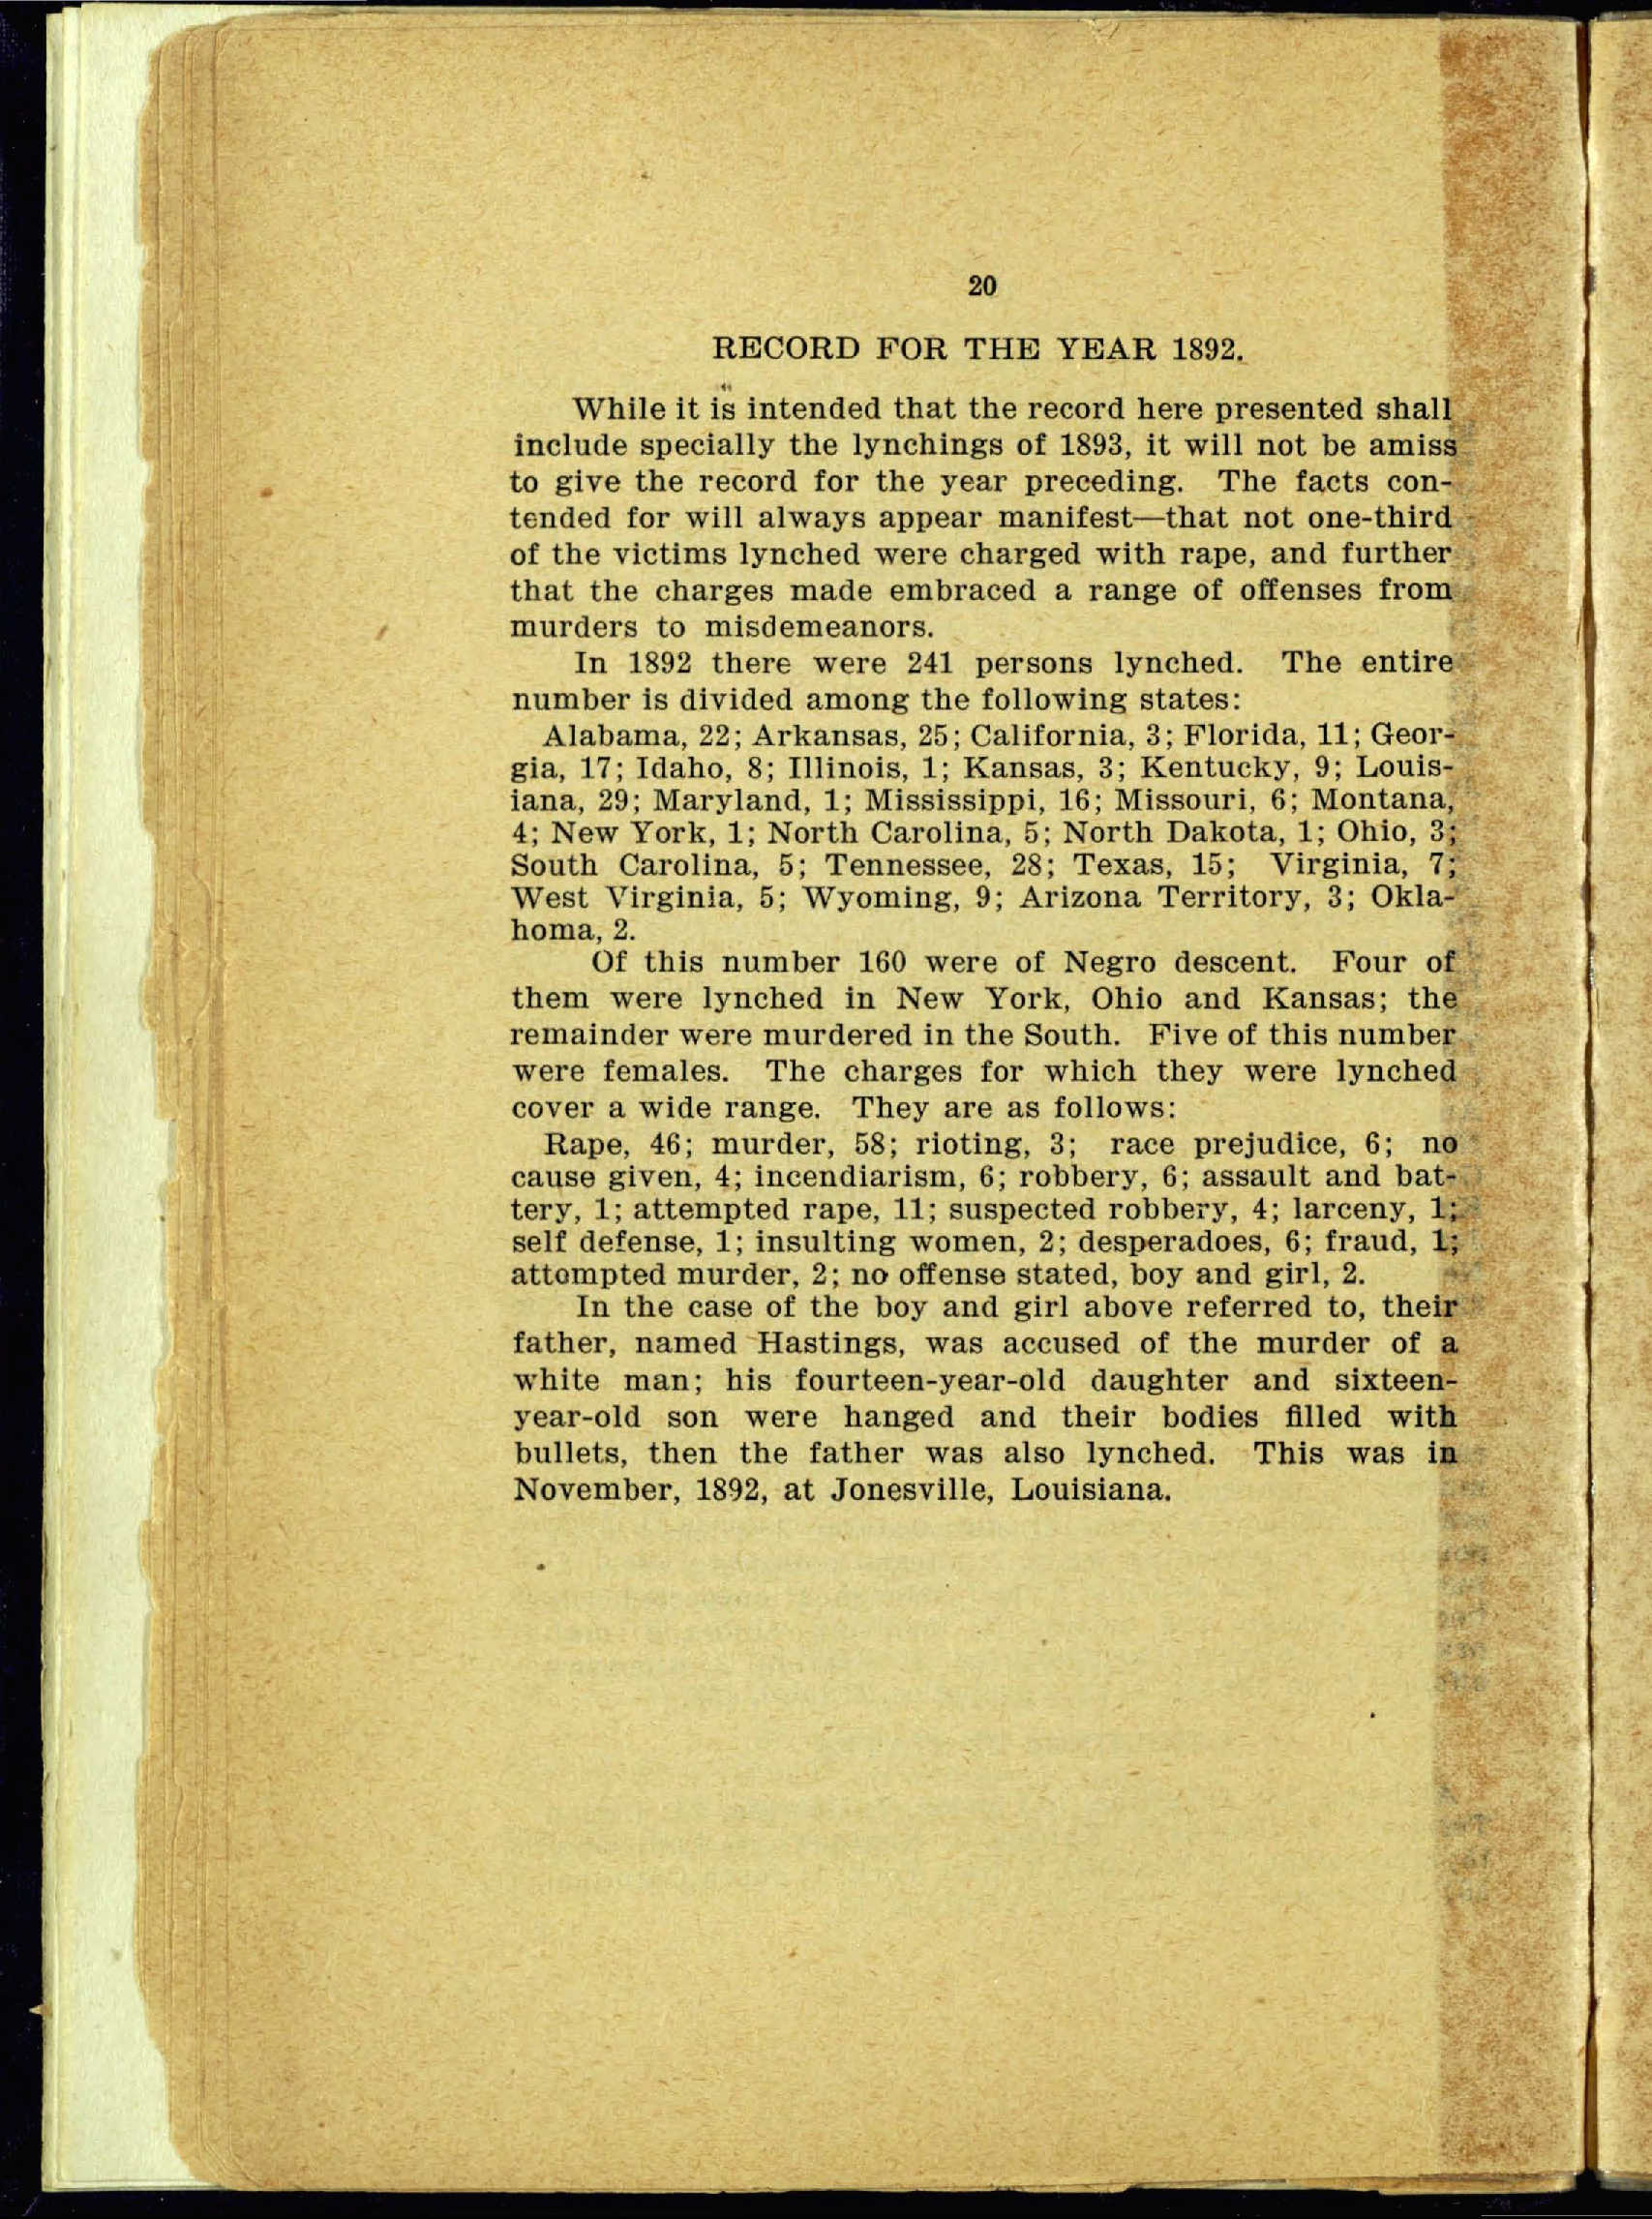 20
RECORD FOR THE YEAR 1892.
While it is intended that the record here presented shall
include specially the lynchings of 1893, it will not be amiss
to give the record for the year preceding. The facts con-
tended for will always appear manifest—that not one-third
of the victims lynched were charged with rape, and further
that the charges made embraced a range of offenses from
murders to misdemeanors.
In 1892 there were 241 persons lynched. The entire
number is divided among the following states:
Alabama, 22; Arkansas, 25; California, 3; Florida, 11; Geor-
gia, 17; Idaho, 8; Illinois, 1; Kansas, 3; Kentucky, 9; Louis-
iana, 29; Maryland, 1; Mississippi, 16; Missouri, 6; Montana,
4; New York, 1; North Carolina, 5; North Dakota, 1; Ohio, 3;
South Carolina, 5; Tennessee, 28; Texas, 15; Virginia, 7;
West Virginia, 5; Wyoming, 9; Arizona Territory, 3; Okla-
homa, 2.
Of this number 160 were of Negro descent. Four of
them were lynched in New York, Ohio and Kansas; the
remainder were murdered in the South. Five of this number
were females. The charges for which they were lynched
cover a wide range. They are as follows:
Rape, 46; murder, 58; rioting, 3; race prejudice, 6; no
cause given, 4; incendiarism, 6; robbery, 6; assault and bat-
tery, 1; attempted rape, 11; suspected robbery, 4; larceny, 1;
self defense, 1; insulting women, 2; desperadoes, 6; fraud, 1;
attompted murder, 2; no offense stated, boy and girl, 2.
In the case of the boy and girl above referred to, their
father, named Hastings, was accused of the murder of a
white man; his fourteen-year-old daughter and sixteen-
year-old son were hanged and their bodies filled with
bullets, then the father was also lynched. This was in
November, 1892, at Jonesville, Louisiana.